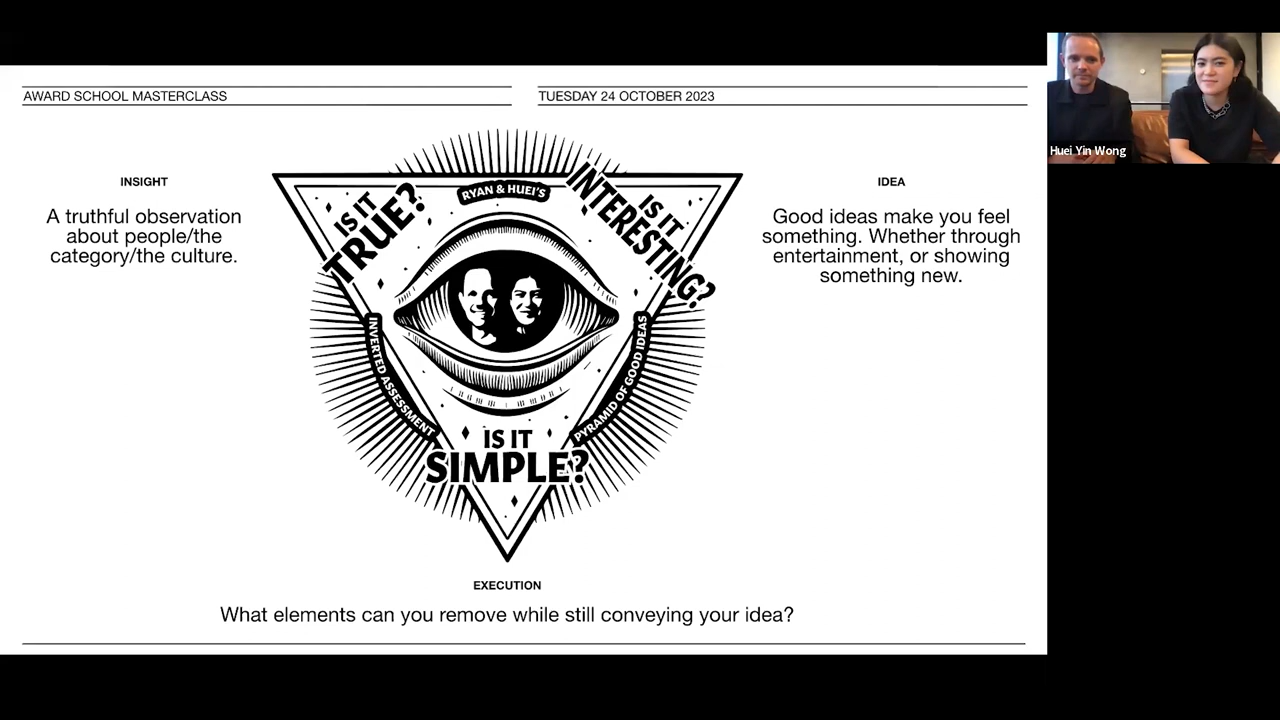 AWARD SCHOOL MASTERCLASS
TUESDAY 24 OCTOBER 2023
Huei Yin Wong
INSIGHT
A truthful observation
about people/the
category/the culture.
IS IT
TRUE?
RYAN & HUEI'S
IS IT
INTERESTING?
IDEA
Good ideas make you feel
something. Whether through
entertainment, or showing
something new.
INVERTED ASSESSMENT
PYRAMID OF GOOD IDEAS
IS IT
SIMPLE?
EXECUTION
What elements can you remove while still conveying your idea?